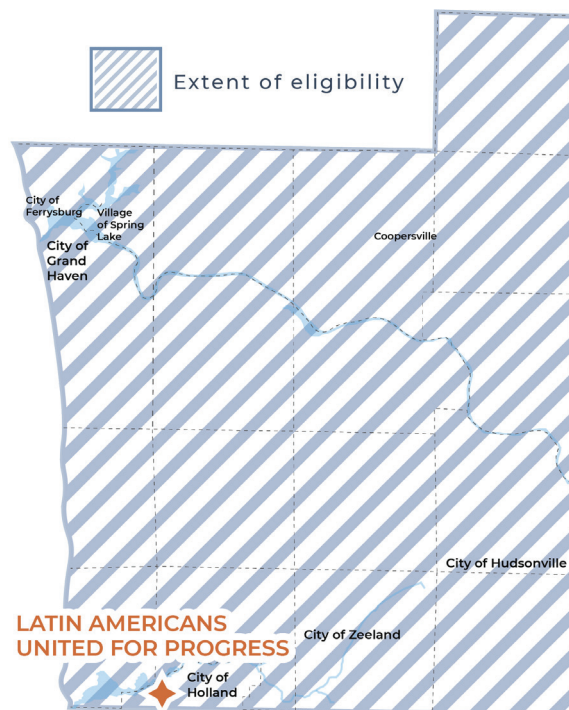 Extent of eligibility
City of
Ferrysburg
Village
of Spring
Lake
City of
Grand
Haven
Coopersville
City of Hudsonville
LATIN AMERICANS
UNITED FOR PROGRESS
City of Zeeland
City of
Holland